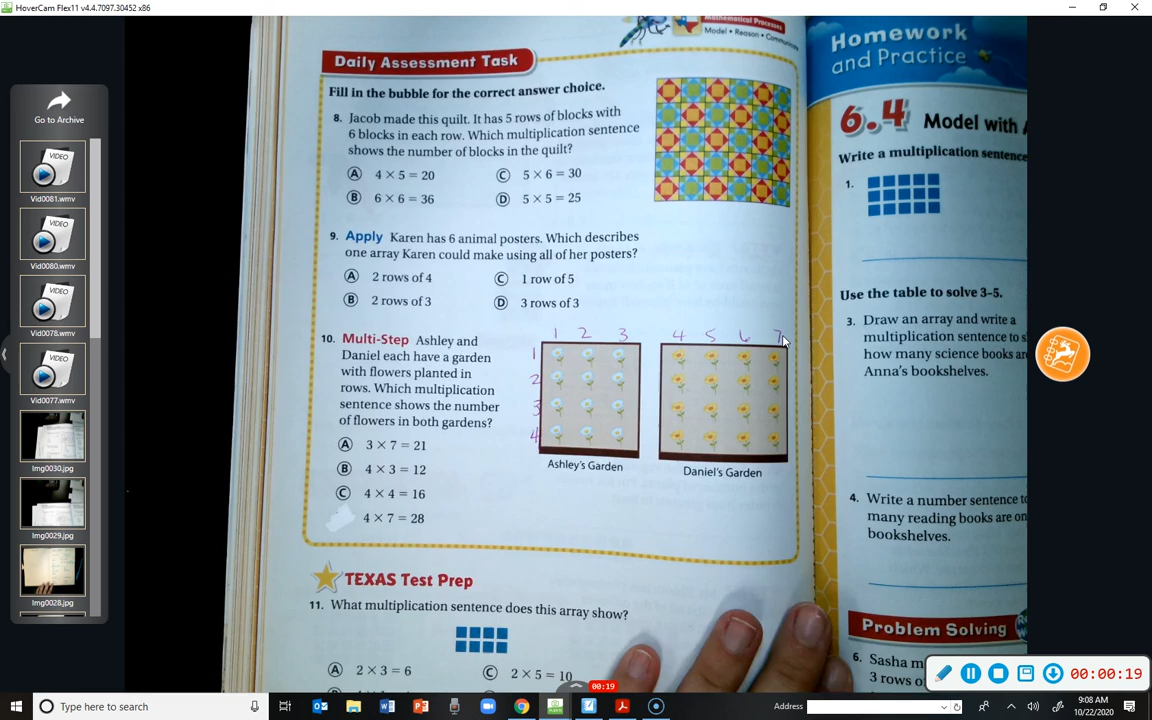 HoverCam Flex11 v4.4.7097.30452 x86
Go to Archive
VIDEO
Vid0081.wmv
VIDEO
Vid0080.wmv
VIDEO
Vid0078.wmv
VIDEO
Vid0077.wmv
Img0030.jpg
Img0029.jpg
Img0028.jpg
Mathematical Processes
Model • Reason • Communicate
Daily Assessment Task
Fill in the bubble for the correct answer choice.
8. Jacob made this quilt. It has 5 rows of blocks with
6 blocks in each row. Which multiplication sentence
shows the number of blocks in the quilt?
A 4 × 5 = 20 C 5 × 6 = 30
B 6 × 6 = 36 D 5 × 5 = 25
9. Apply Karen has 6 animal posters. Which describes
one array Karen could make using all of her posters?
A 2 rows of 4 C 1 row of 5
B 2 rows of 3 D 3 rows of 3
10. Multi-Step Ashley and
Daniel each have a garden
with flowers planted in
rows. Which multiplication
sentence shows the number
of flowers in both gardens?
A 3 × 7 = 21
B 4 × 3 = 12
C 4 × 4 = 16
4 × 7 = 28
1 2 3 4 5 6 7
1
2
3
4
Ashley's Garden Daniel's Garden
TEXAS Test Prep
11. What multiplication sentence does this array show?
A 2 × 3 = 6 C 2 × 5 = 10
Homework
and Practice
6.4 Model with
Write a multiplication sentence
1.
Use the table to solve 3–5.
3. Draw an array and write a
multiplication sentence to s
how many science books are
Anna's bookshelves.
4. Write a number sentence to
many reading books are on
bookshelves.
Problem Solving
6. Sasha m
3 rows o
00:00:19
00:19
Type here to search
Address
9:08 AM
10/22/2020